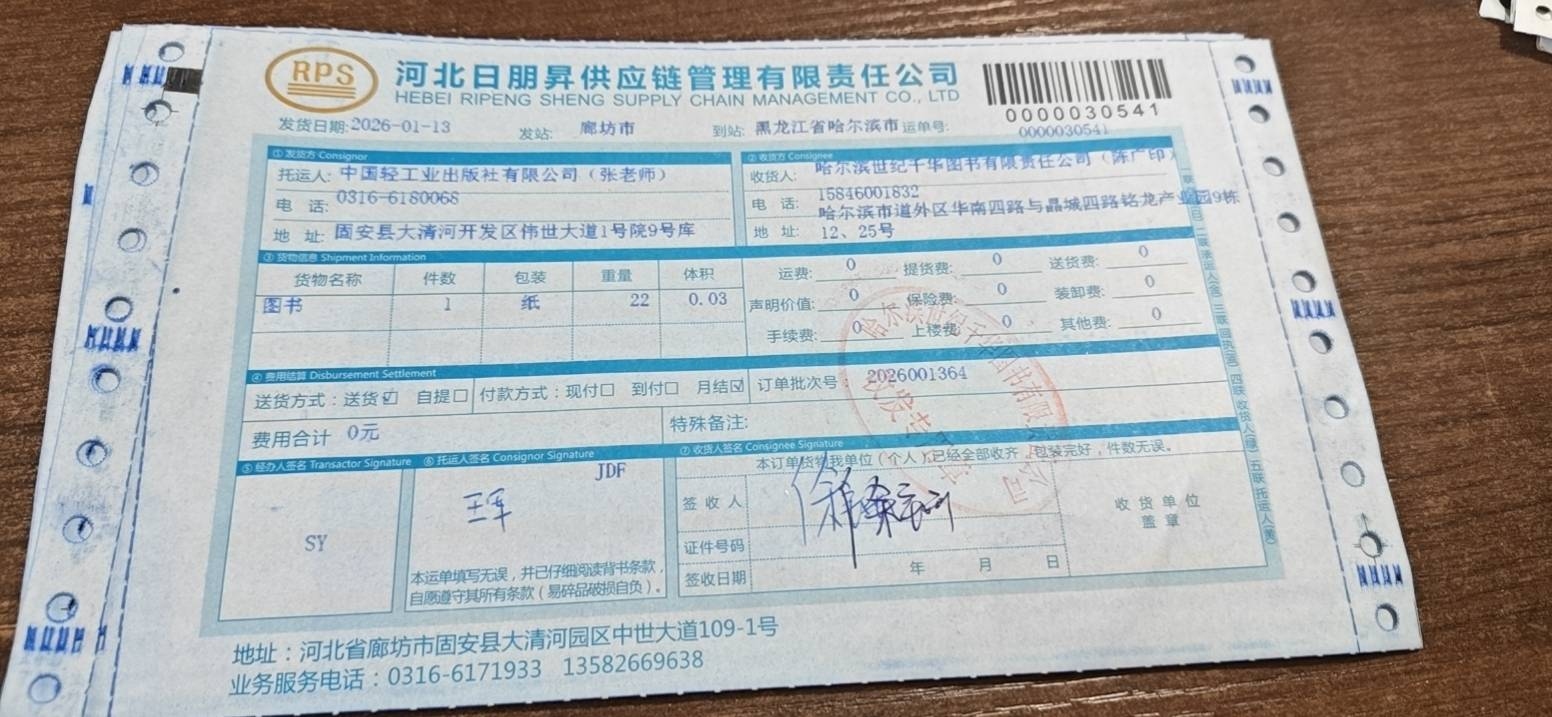 RPS
河北日朋昇供应链管理有限责任公司
HEBEI RIPENG SHENG SUPPLY CHAIN MANAGEMENT CO., LTD
0000030541
发货日期:2026-01-13 发站: 廊坊市 到站: 黑龙江省哈尔滨市 运单号: 0000030541
① 发货方 Consignor
托运人: 中国轻工业出版社有限公司(张老师)
电 话: 0316-6180068
地 址: 固安县大清河开发区伟世大道1号院9号库
② 收货方 Consignee
收货人: 哈尔滨世纪千华图书有限责任公司(陈广印)
电 话: 15846001832
地 址: 哈尔滨市道外区华南四路与晶城四路铭龙产业园9栋
12、25号
③ 货物信息 Shipment Information
货物名称 件数 包装 重量 体积
图书 1 纸 22 0.03
运费: 0 提货费: 0 送货费: 0
声明价值: 0 保险费: 0 装卸费: 0
手续费: 0 上楼费: 0 其他费: 0
④ 费用结算 Disbursement Settlement
送货方式:送货☑ 自提☐ 付款方式:现付☐ 到付☐ 月结☑ 订单批次号: 2026001364
费用合计 0元 特殊备注:
⑤ 经办人签名 Transactor Signature
SY
⑥ 托运人签名 Consignor Signature
JDF
王军
本运单填写无误,并已仔细阅读背书条款,
自愿遵守其所有条款(易碎品破损自负)。
⑦ 收货人签名 Consignee Signature
本订单货物我单位(个人)已经全部收齐,包装完好,件数无误。
签 收 人
证件号码
签收日期 年 月 日
收 货 单 位
盖 章
地址:河北省廊坊市固安县大清河园区中世大道109-1号
业务服务电话:0316-6171933 13582669638